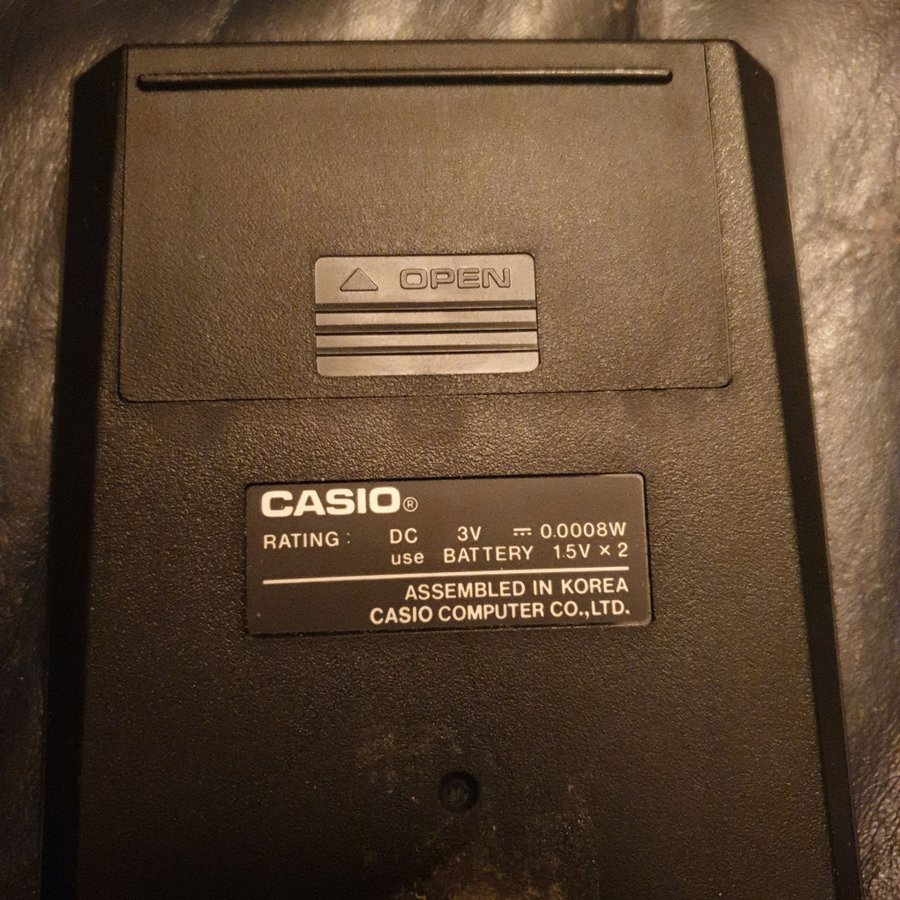 OPEN
CASIO®
RATING: DC 3V ⎓ 0.0008W
use BATTERY 1.5V × 2
ASSEMBLED IN KOREA
CASIO COMPUTER CO.,LTD.